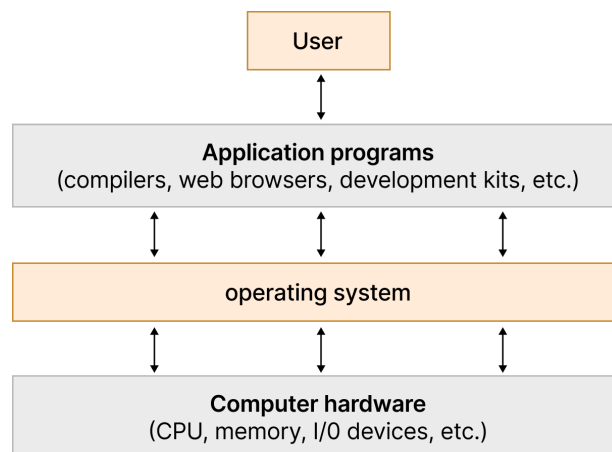 User
Application programs
(compilers, web browsers, development kits, etc.)
operating system
Computer hardware
(CPU, memory, I/0 devices, etc.)